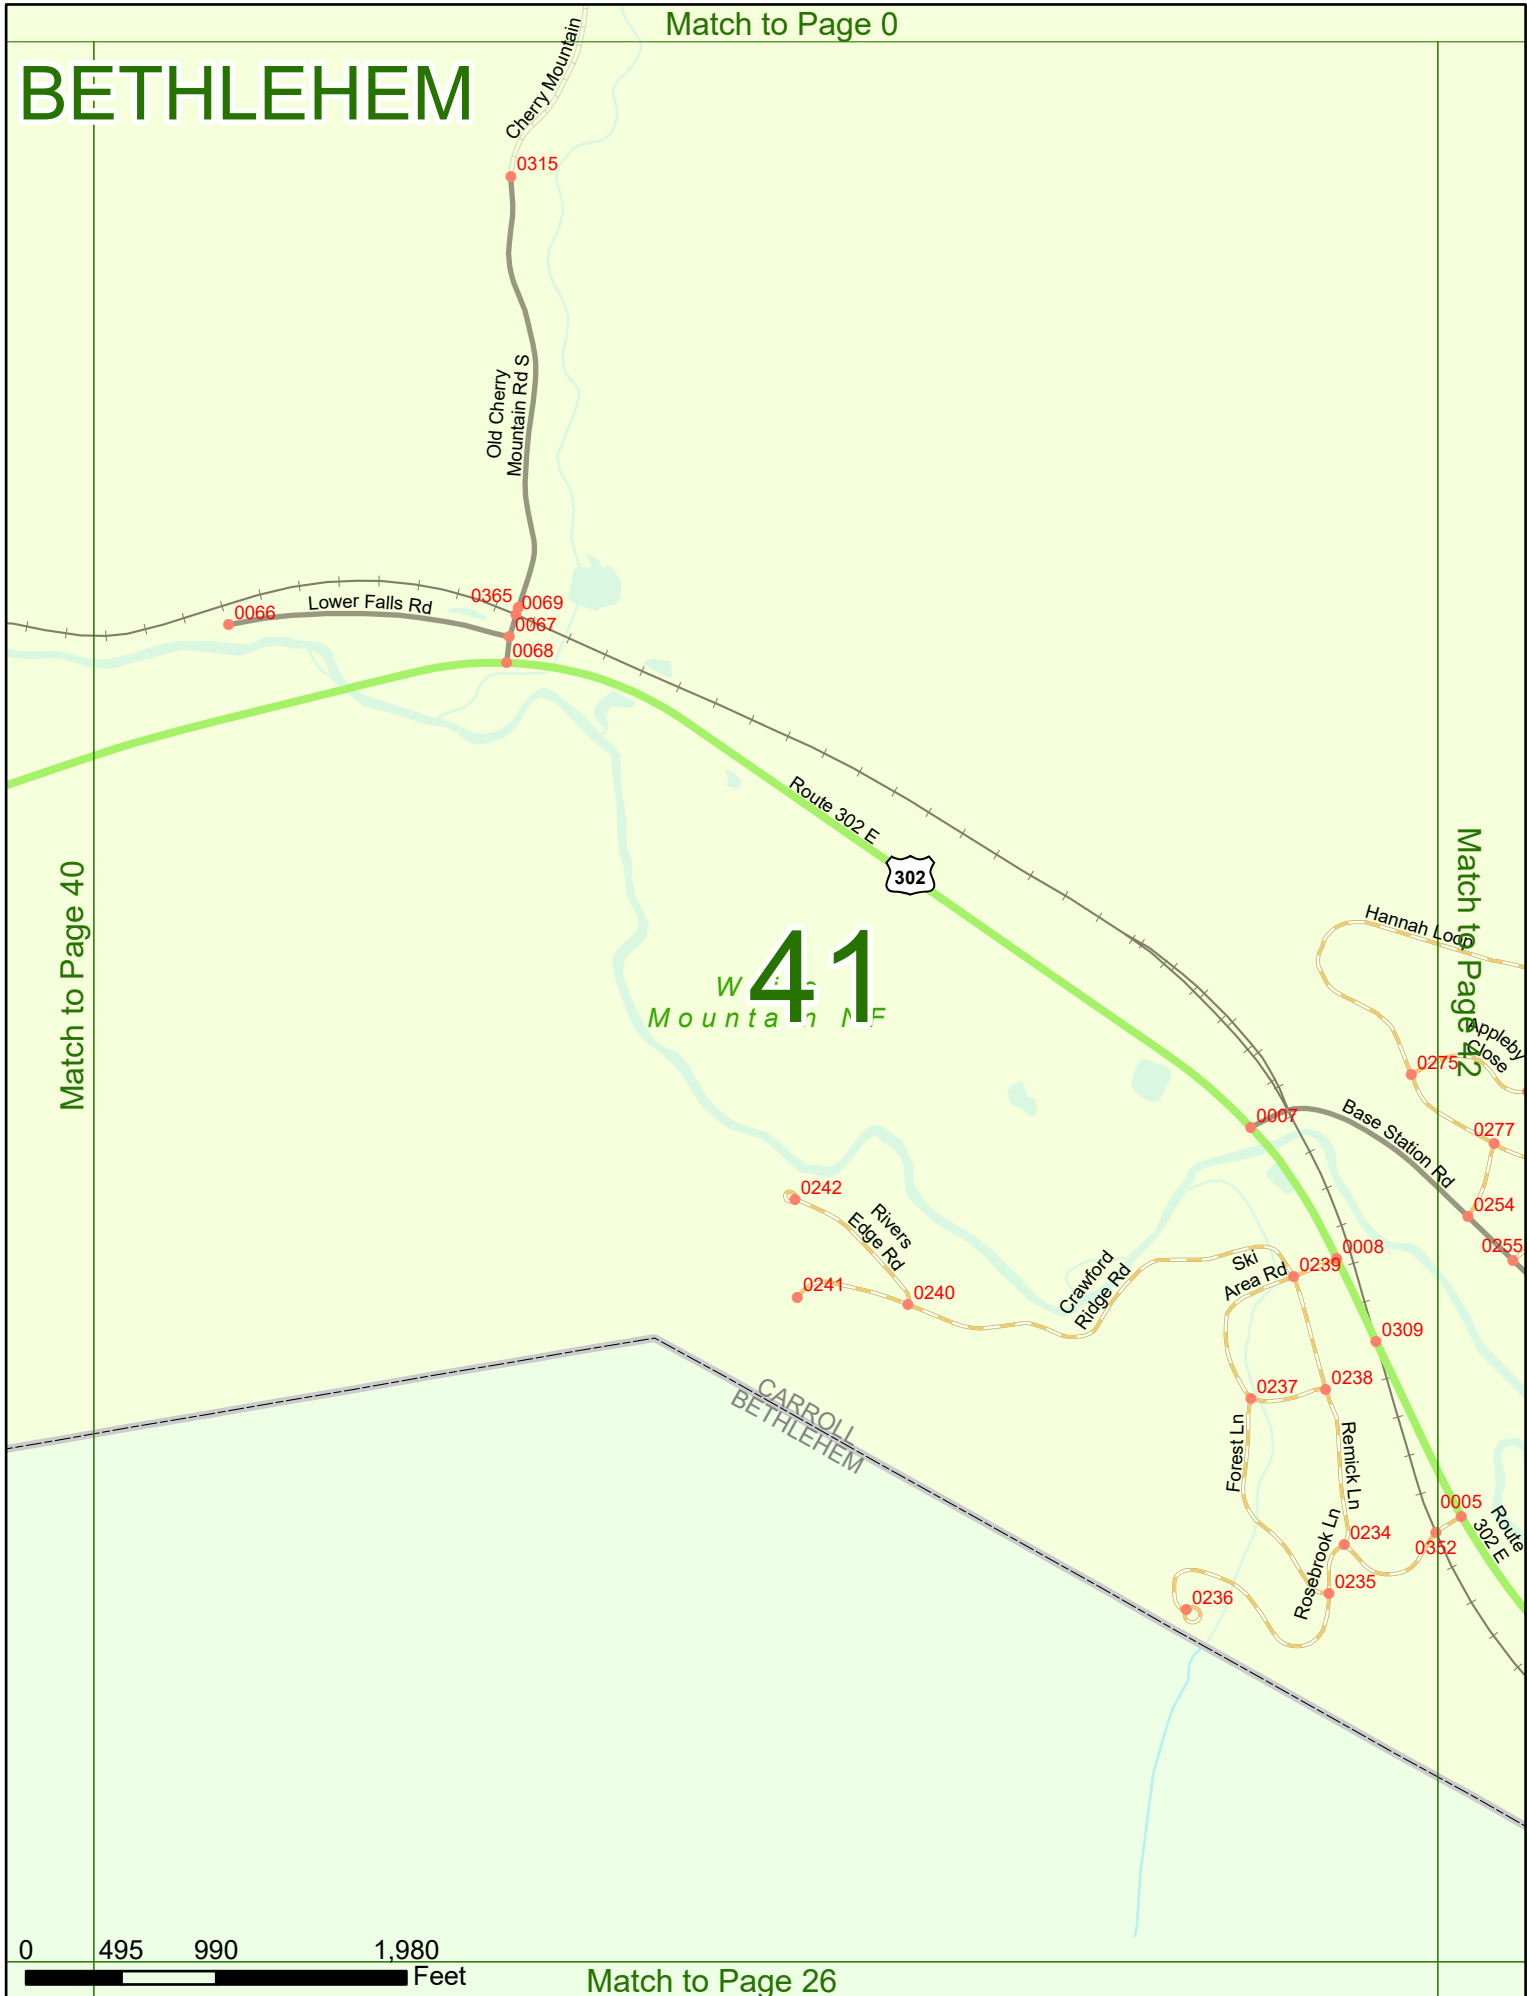 Match to Page 0
BETHLEHEM
Cherry Mountain
0315
Old Cherry
Mountain Rd S
0365
0069
0066
Lower Falls Rd
0067
0068
Route 302 E
302
Match to Page 40
Match to Page 42
41
Mountain NF
Hannah Loop
Appleby
Close
0275
0007
Base Station Rd
0277
0242
0254
Rivers
Edge Rd
0255
0008
Ski
Area Rd
0239
Crawford
Ridge Rd
0241
0240
0309
0237
0238
CARROLL
BETHLEHEM
Forest Ln
Remick Ln
0005
Route
302 E
0234
0352
Rosebrook Ln
0235
0236
0 495 990 1,980
Feet
Match to Page 26